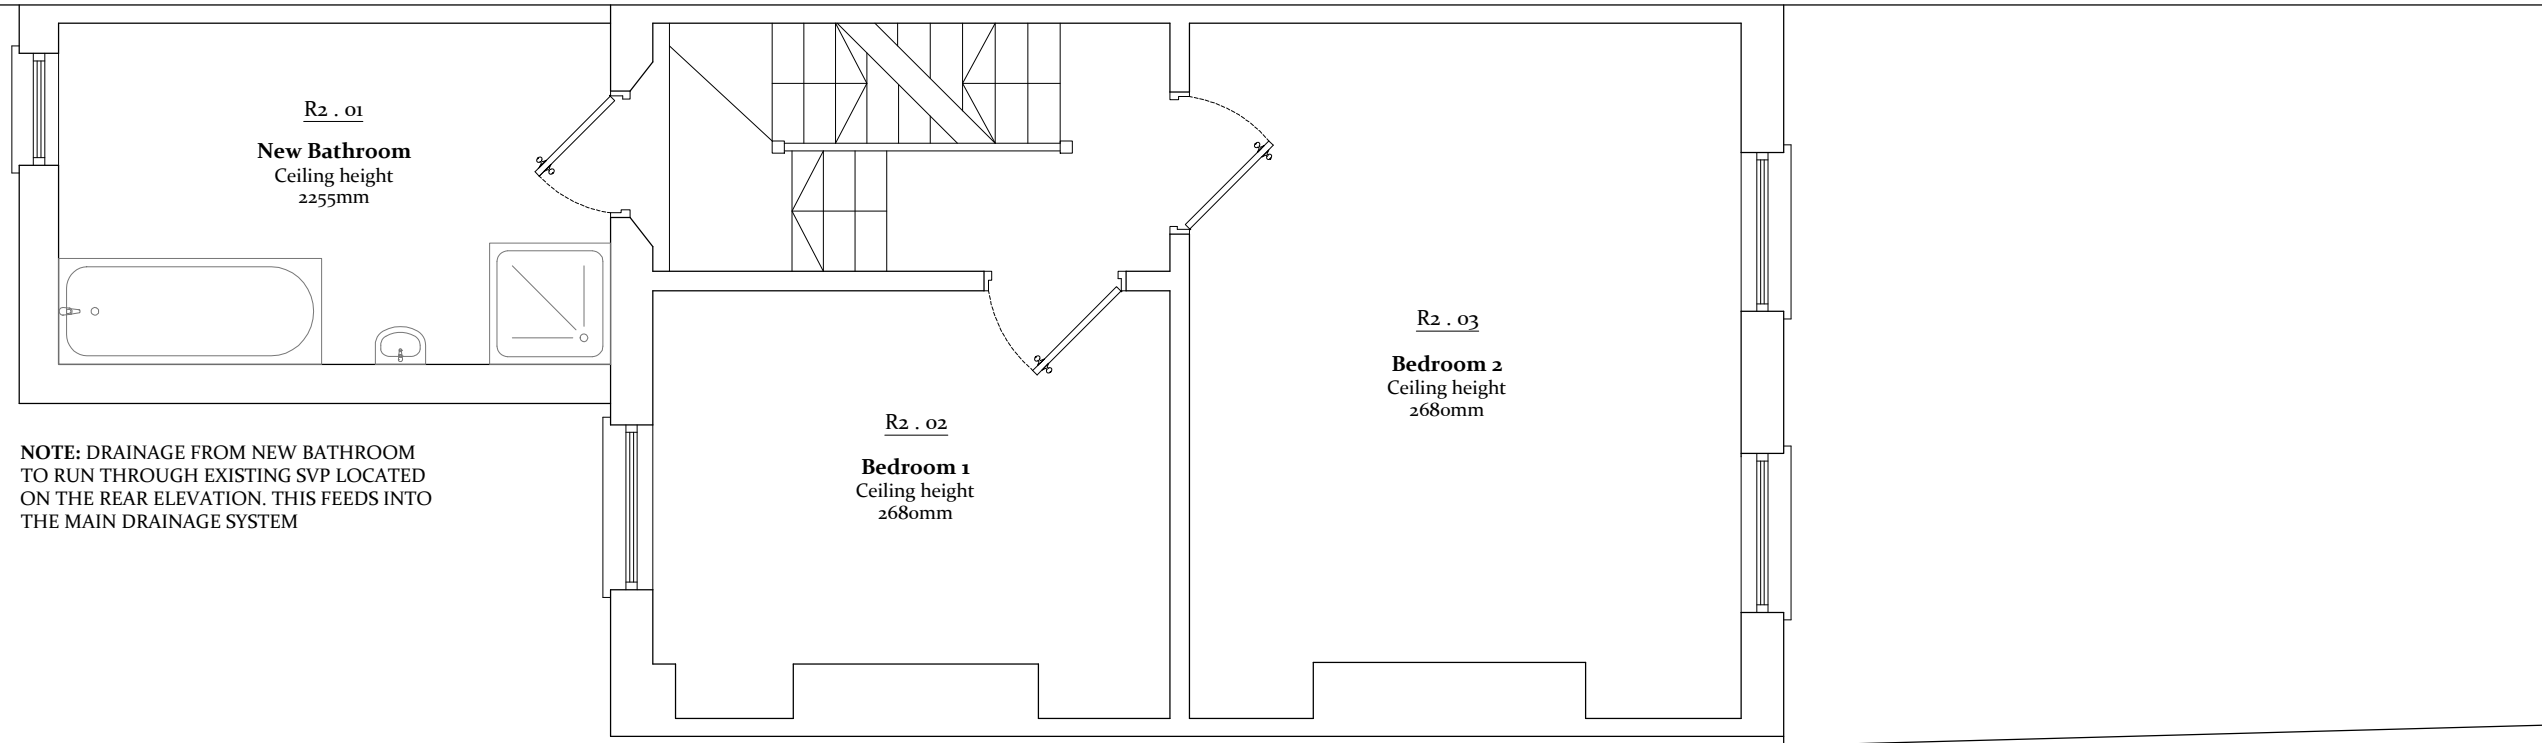 R2 . 01
New Bathroom
Ceiling height
2255mm
NOTE: DRAINAGE FROM NEW BATHROOM
TO RUN THROUGH EXISTING SVP LOCATED
ON THE REAR ELEVATION. THIS FEEDS INTO
THE MAIN DRAINAGE SYSTEM
R2 . 02
Bedroom 1
Ceiling height
2680mm
R2 . 03
Bedroom 2
Ceiling height
2680mm